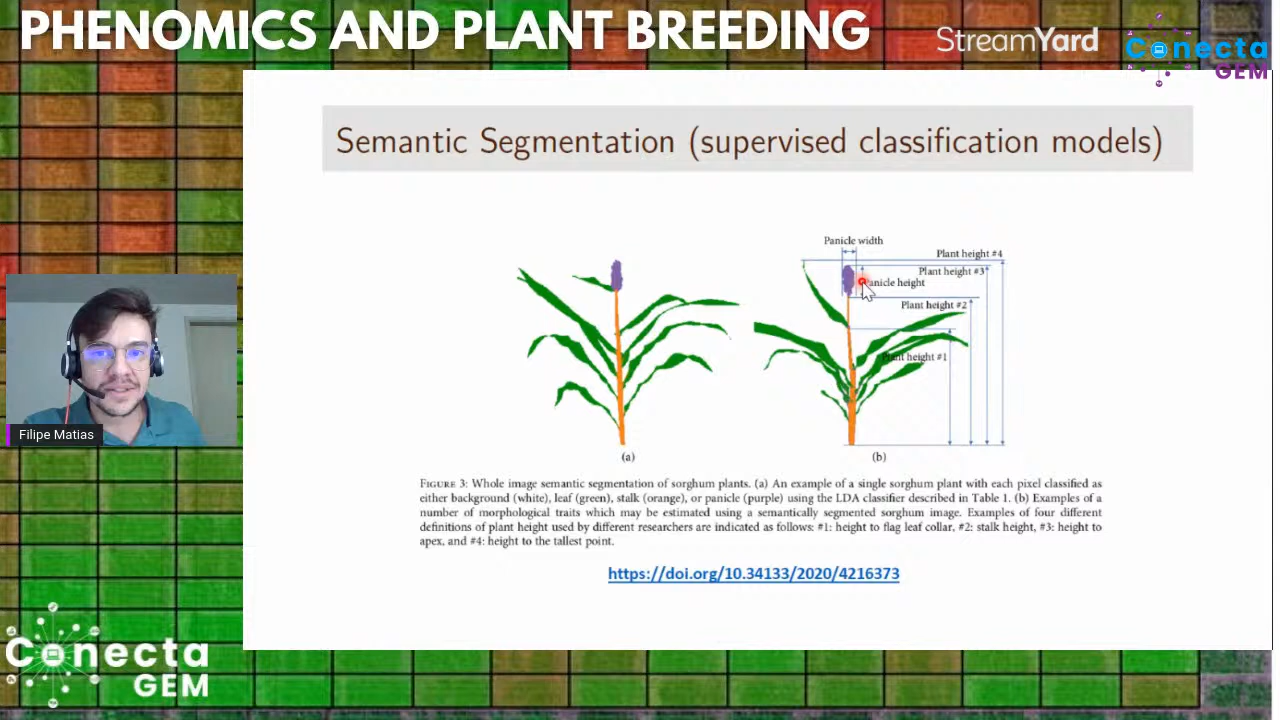 PHENOMICS AND PLANT BREEDING
StreamYard
Conecta
GEM
Semantic Segmentation (supervised classification models)
Panicle width
Plant height #4
Plant height #3
anicle height
Plant height #2
Plant height #1
(a)
(b)
FIGURE 3: Whole image semantic segmentation of sorghum plants. (a) An example of a single sorghum plant with each pixel classified as
either background (white), leaf (green), stalk (orange), or panicle (purple) using the LDA classifier described in Table 1. (b) Examples of a
number of morphological traits which may be estimated using a semantically segmented sorghum image. Examples of four different
definitions of plant height used by different researchers are indicated as follows: #1: height to flag leaf collar, #2: stalk height, #3: height to
apex, and #4: height to the tallest point.
https://doi.org/10.34133/2020/4216373
Filipe Matias
Conecta
GEM